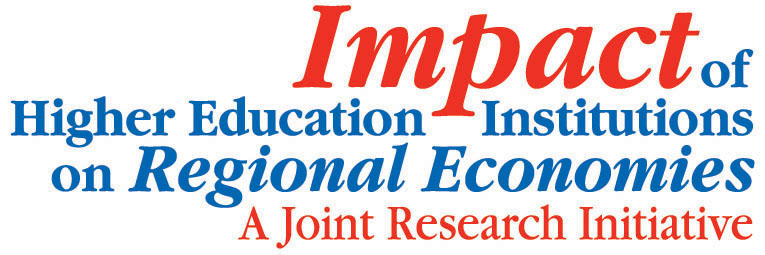 Impact of
Higher Education Institutions
on Regional Economies
A Joint Research Initiative